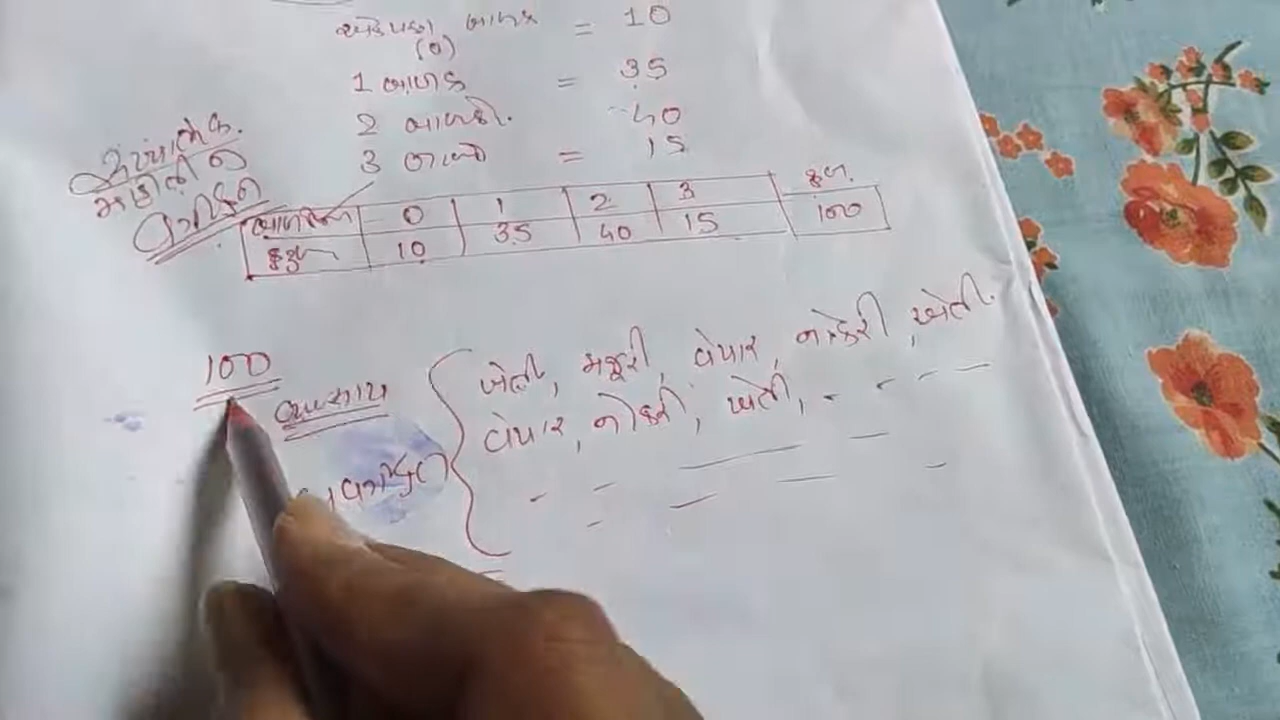 બાળક = 10
(0)
1 બાળક = 35
2 બાળકો. 40
3 બાળકો = 15
સંખ્યાત્મક
માહિતીનું
વર્ગીકરણ
0 1 2 3 કુલ.
કુટુંબ 10 35 40 15 100
100
વ્યવસાય
ખેતી, મજૂરી, વેપાર, નોકરી, ખેતી.
વેપાર, નોકરી, ખેતી, - - - -